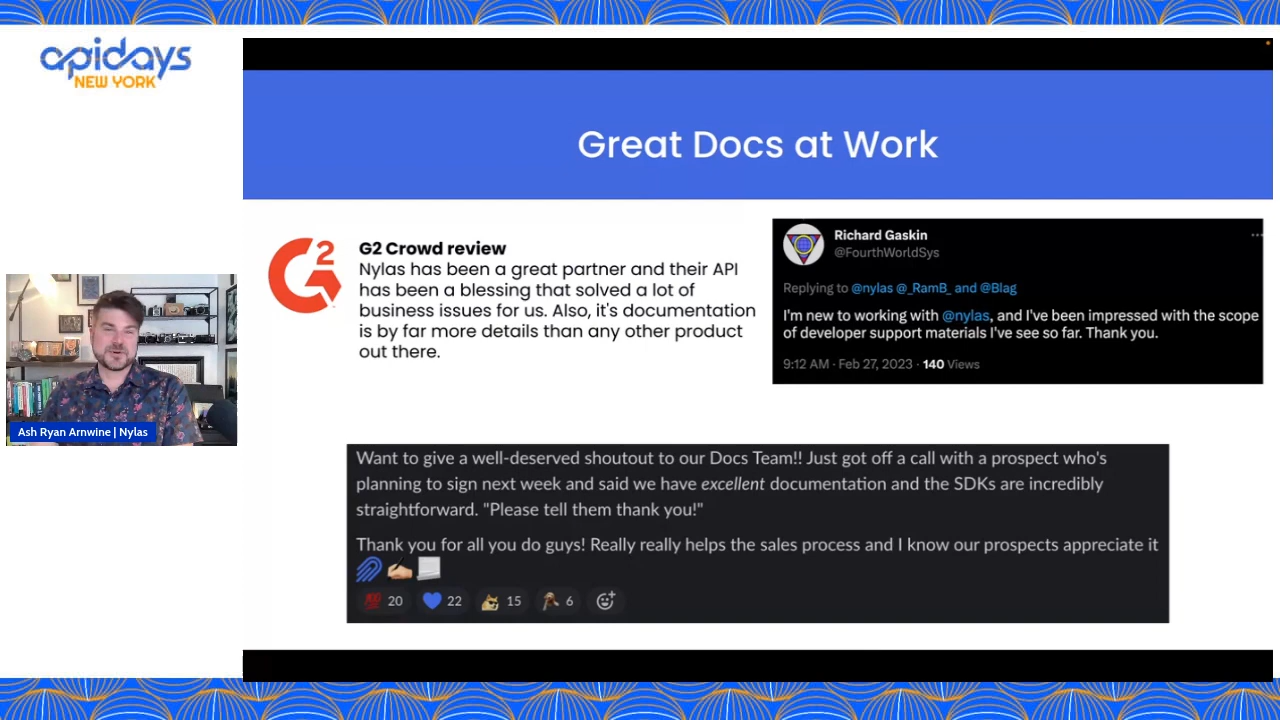 apidays
NEW YORK
Great Docs at Work
G2
G2 Crowd review
Nylas has been a great partner and their API
has been a blessing that solved a lot of
business issues for us. Also, it's documentation
is by far more details than any other product
out there.
Richard Gaskin
@FourthWorldSys
Replying to @nylas @_RamB_ and @Blag
I'm new to working with @nylas, and I've been impressed with the scope
of developer support materials I've see so far. Thank you.
9:12 AM · Feb 27, 2023 · 140 Views
Ash Ryan Arnwine | Nylas
Want to give a well-deserved shoutout to our Docs Team!! Just got off a call with a prospect who's
planning to sign next week and said we have excellent documentation and the SDKs are incredibly
straightforward. "Please tell them thank you!"
Thank you for all you do guys! Really really helps the sales process and I know our prospects appreciate it
💯 20 💙 22 15 6